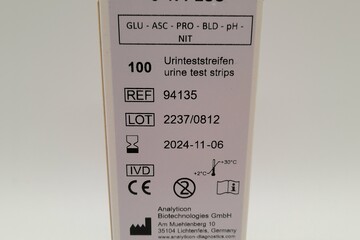 GLU - ASC - PRO - BLD - pH -
NIT
100 Urinteststreifen
urine test strips
REF 94135
LOT 2237/0812
2024-11-06
IVD +2°C +30°C
CE 2 i
Analyticon
Biotechnologies GmbH
Am Muehlenberg 10
35104 Lichtenfels, Germany
www.analyticon-diagnostics.com